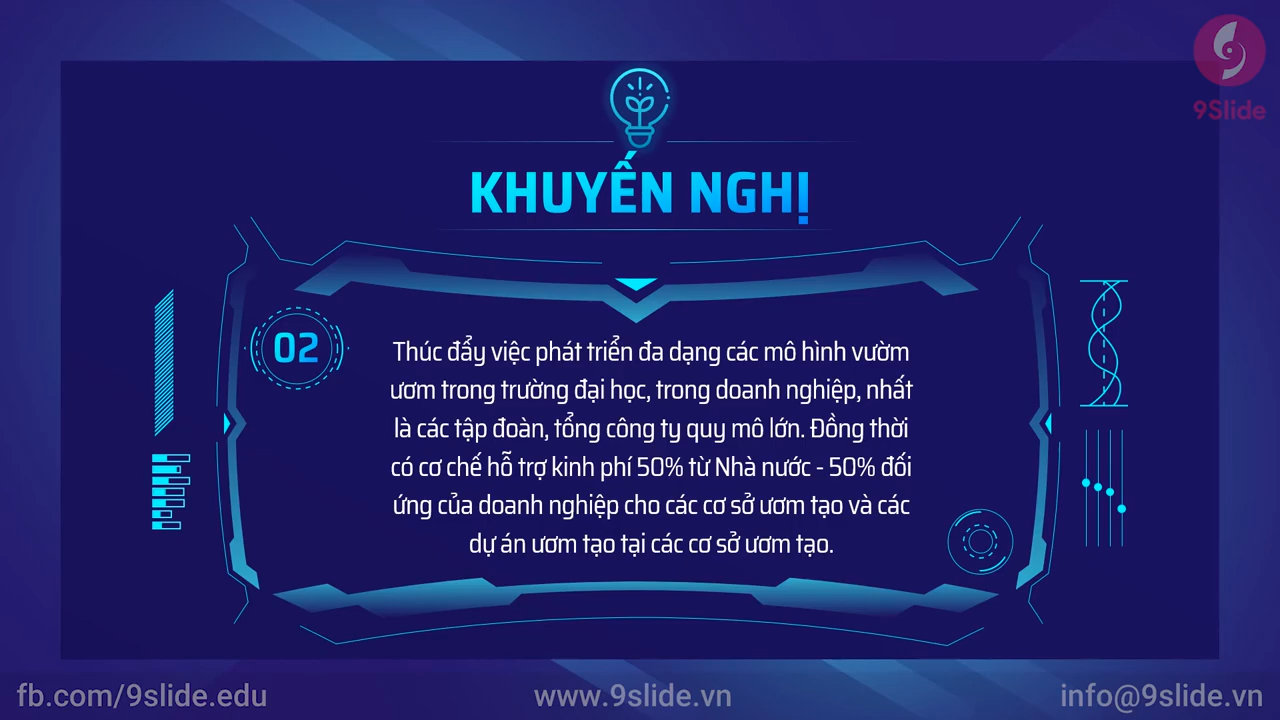 9Slide
KHUYẾN NGHỊ
02
Thúc đẩy việc phát triển đa dạng các mô hình vườm
ươm trong trường đại học, trong doanh nghiệp, nhất
là các tập đoàn, tổng công ty quy mô lớn. Đồng thời
có cơ chế hỗ trợ kinh phí 50% từ Nhà nước - 50% đối
ứng của doanh nghiệp cho các cơ sở ươm tạo và các
dự án ươm tạo tại các cơ sở ươm tạo.
fb.com/9slide.edu
www.9slide.vn
info@9slide.vn